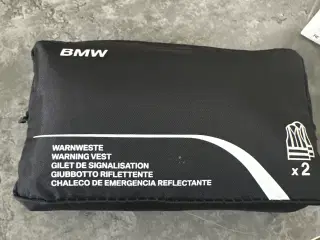 BMW
WARNWESTE
WARNING VEST
GILET DE SIGNALISATION
GIUBBOTTO RIFLETTENTE
CHALECO DE EMERGENCIA REFLECTANTE
x 2